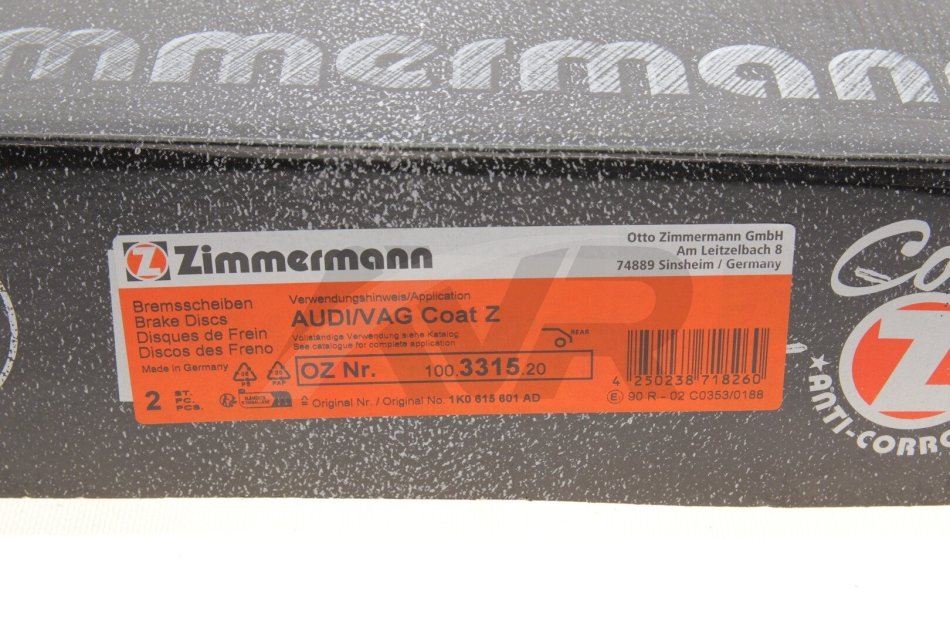 mmermann
Zimmermann
Otto Zimmermann GmbH
Am Leitzelbach 8
74889 Sinsheim / Germany
Bremsscheiben
Brake Discs
Disques de Frein
Discos des Freno
Made in Germany
2 ST.
PC.
PCS.
Verwendungshinweis/Application
AUDI/VAG Coat Z
Vollständige Verwendung siehe Katalog
See catalogue for complete application
REAR
OZ Nr. 100.3315.20
≙ Original Nr. / Original No. 1K0 615 601 AD
4 250238 718260
E 90 R - 02 C0353/0188
KVR
Z
ANTI-CORRO